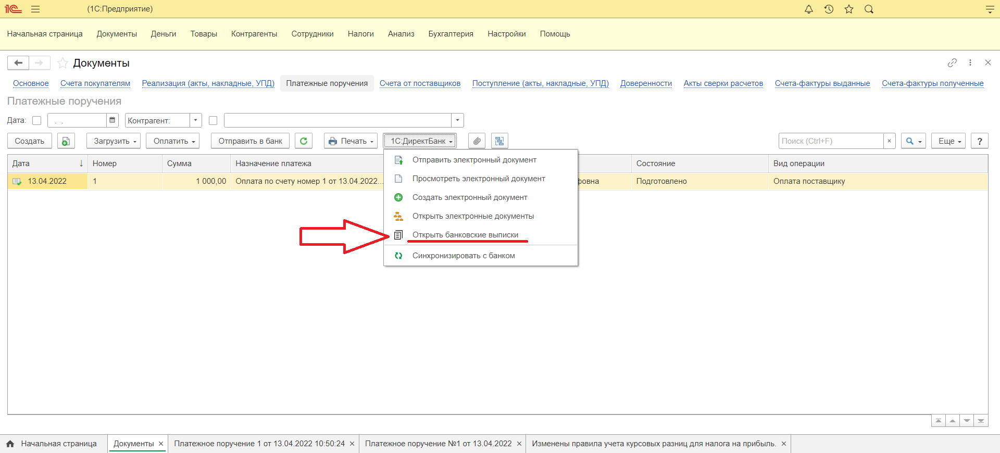 1С (1С:Предприятие)
Начальная страница Документы Деньги Товары Контрагенты Сотрудники Налоги Анализ Бухгалтерия Настройки Помощь
Документы
Основное Счета покупателям Реализация (акты, накладные, УПД) Платежные поручения Счета от поставщиков Поступление (акты, накладные, УПД) Доверенности Акты сверки расчетов Счета-фактуры выданные Счета-фактуры полученные
Платежные поручения
Дата: . . Контрагент:
Создать Загрузить Оплатить Отправить в банк Печать 1С:ДиректБанк Поиск (Ctrl+F) × Еще ?
Дата ↓ Номер Сумма Назначение платежа Состояние Вид операции
13.04.2022 1 1 000,00 Оплата по счету номер 1 от 13.04.2022... ровна Подготовлено Оплата поставщику
Отправить электронный документ
Просмотреть электронный документ
Создать электронный документ
Открыть электронные документы
Открыть банковские выписки
Синхронизировать с банком
Начальная страница Документы × Платежное поручение 1 от 13.04.2022 10:50:24 × Платежное поручение №1 от 13.04.2022 × Изменены правила учета курсовых разниц для налога на прибыль. ×